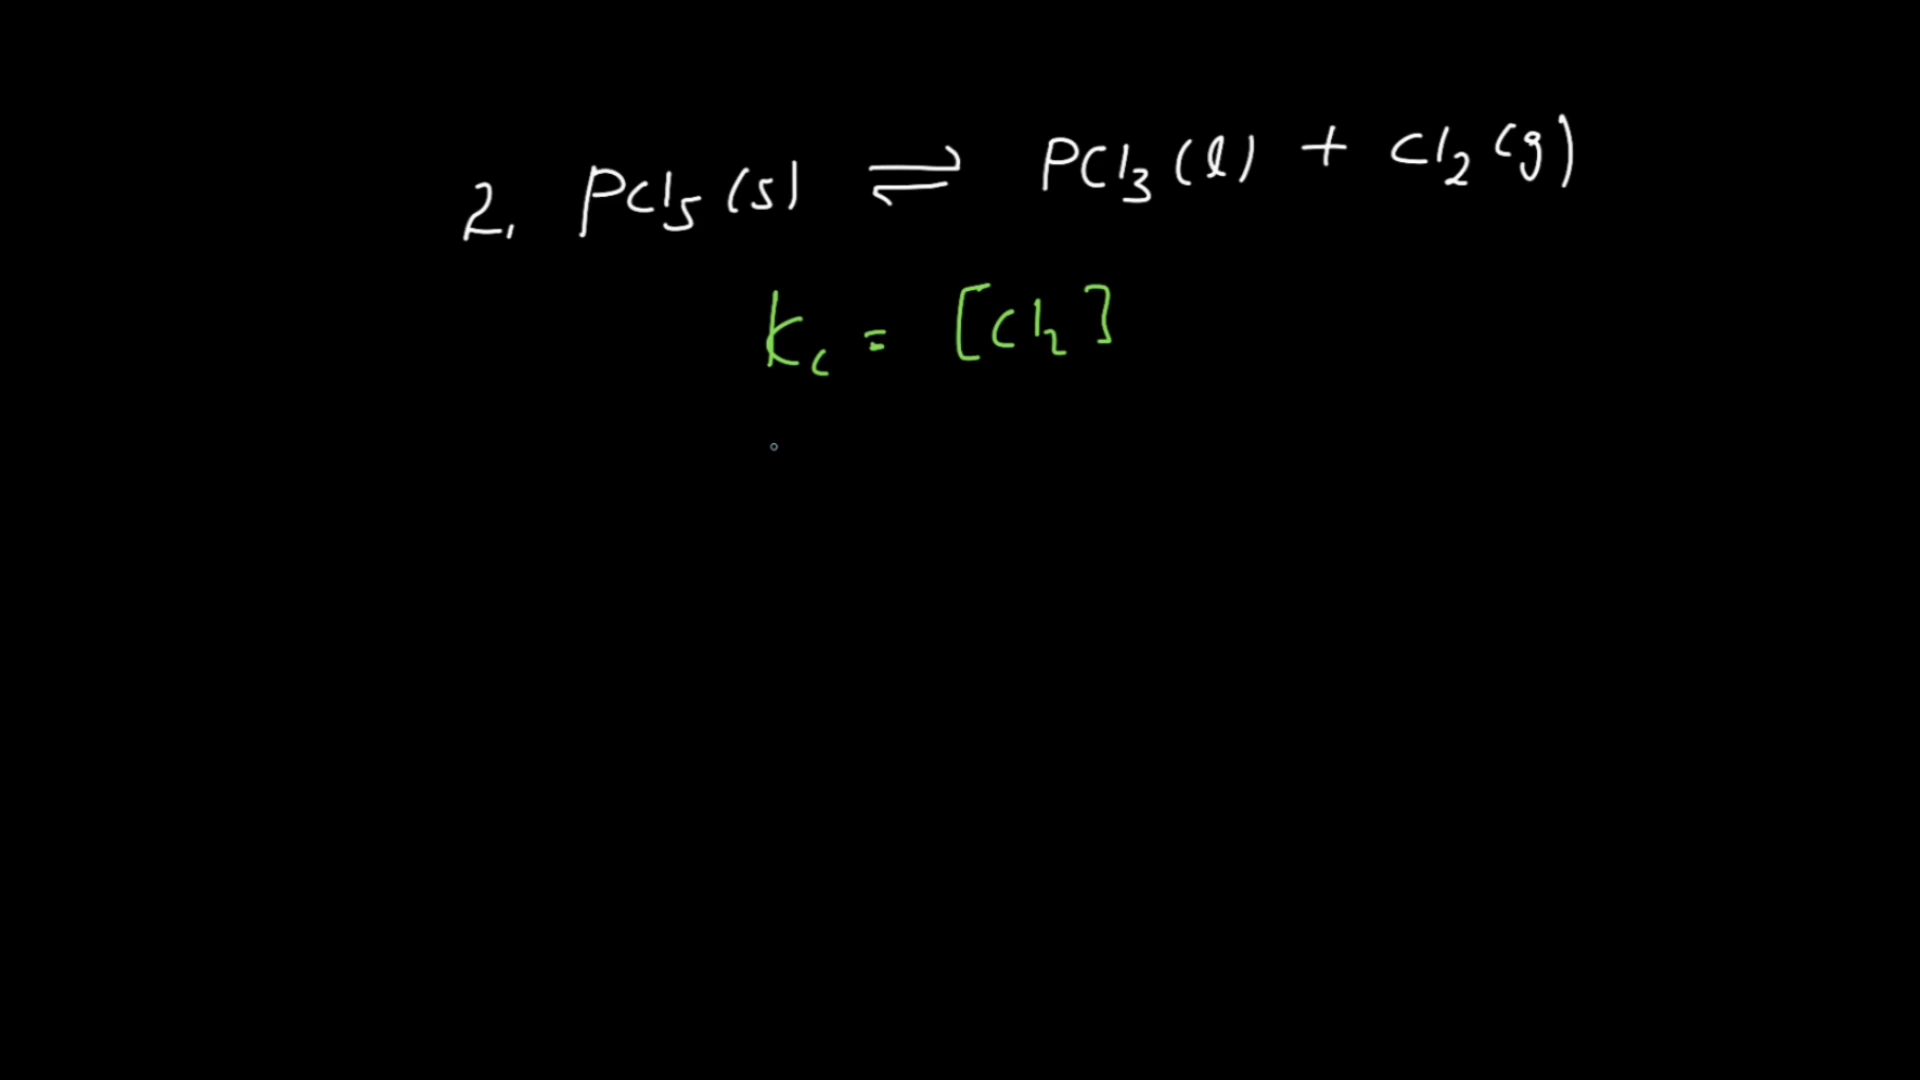 2. PCl₅ (s) ⇌ PCl₃ (l) + Cl₂ (g)
Kc = [Cl₂]